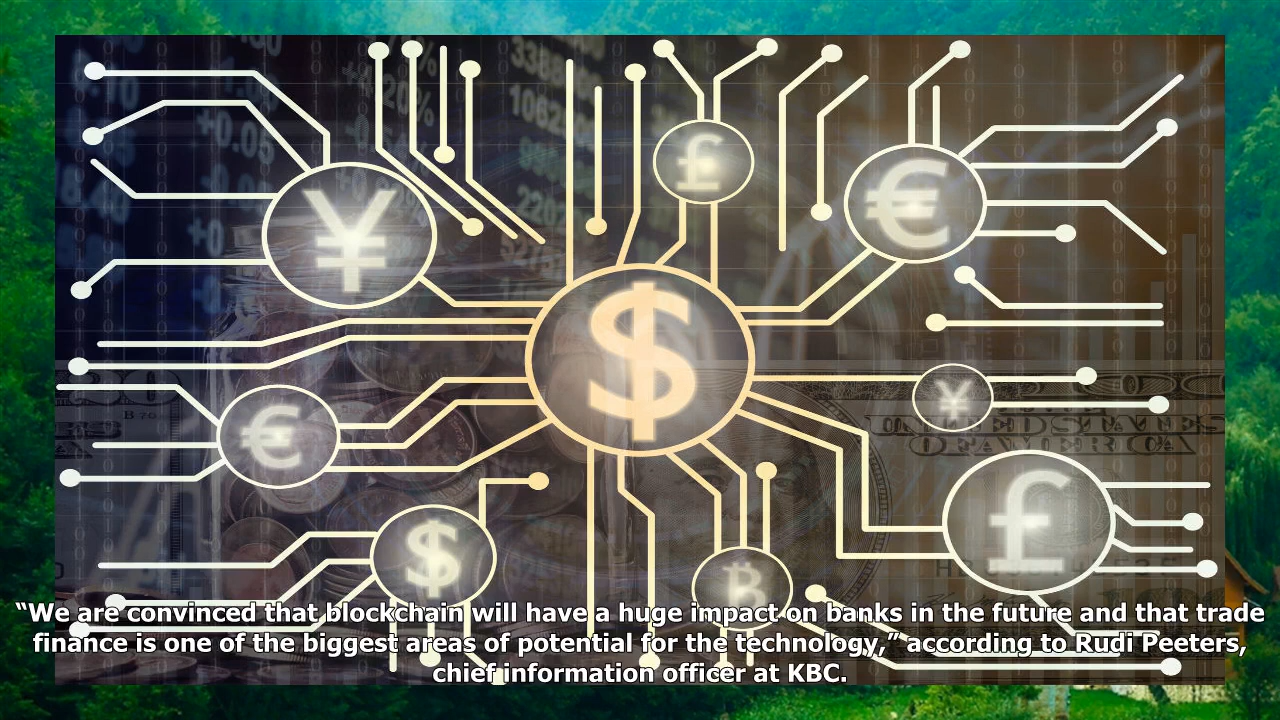 +0.05
¥
£
€
$
¥
€
£
$
B
“We are convinced that blockchain will have a huge impact on banks in the future and that trade
finance is one of the biggest areas of potential for the technology,” according to Rudi Peeters,
chief information officer at KBC.